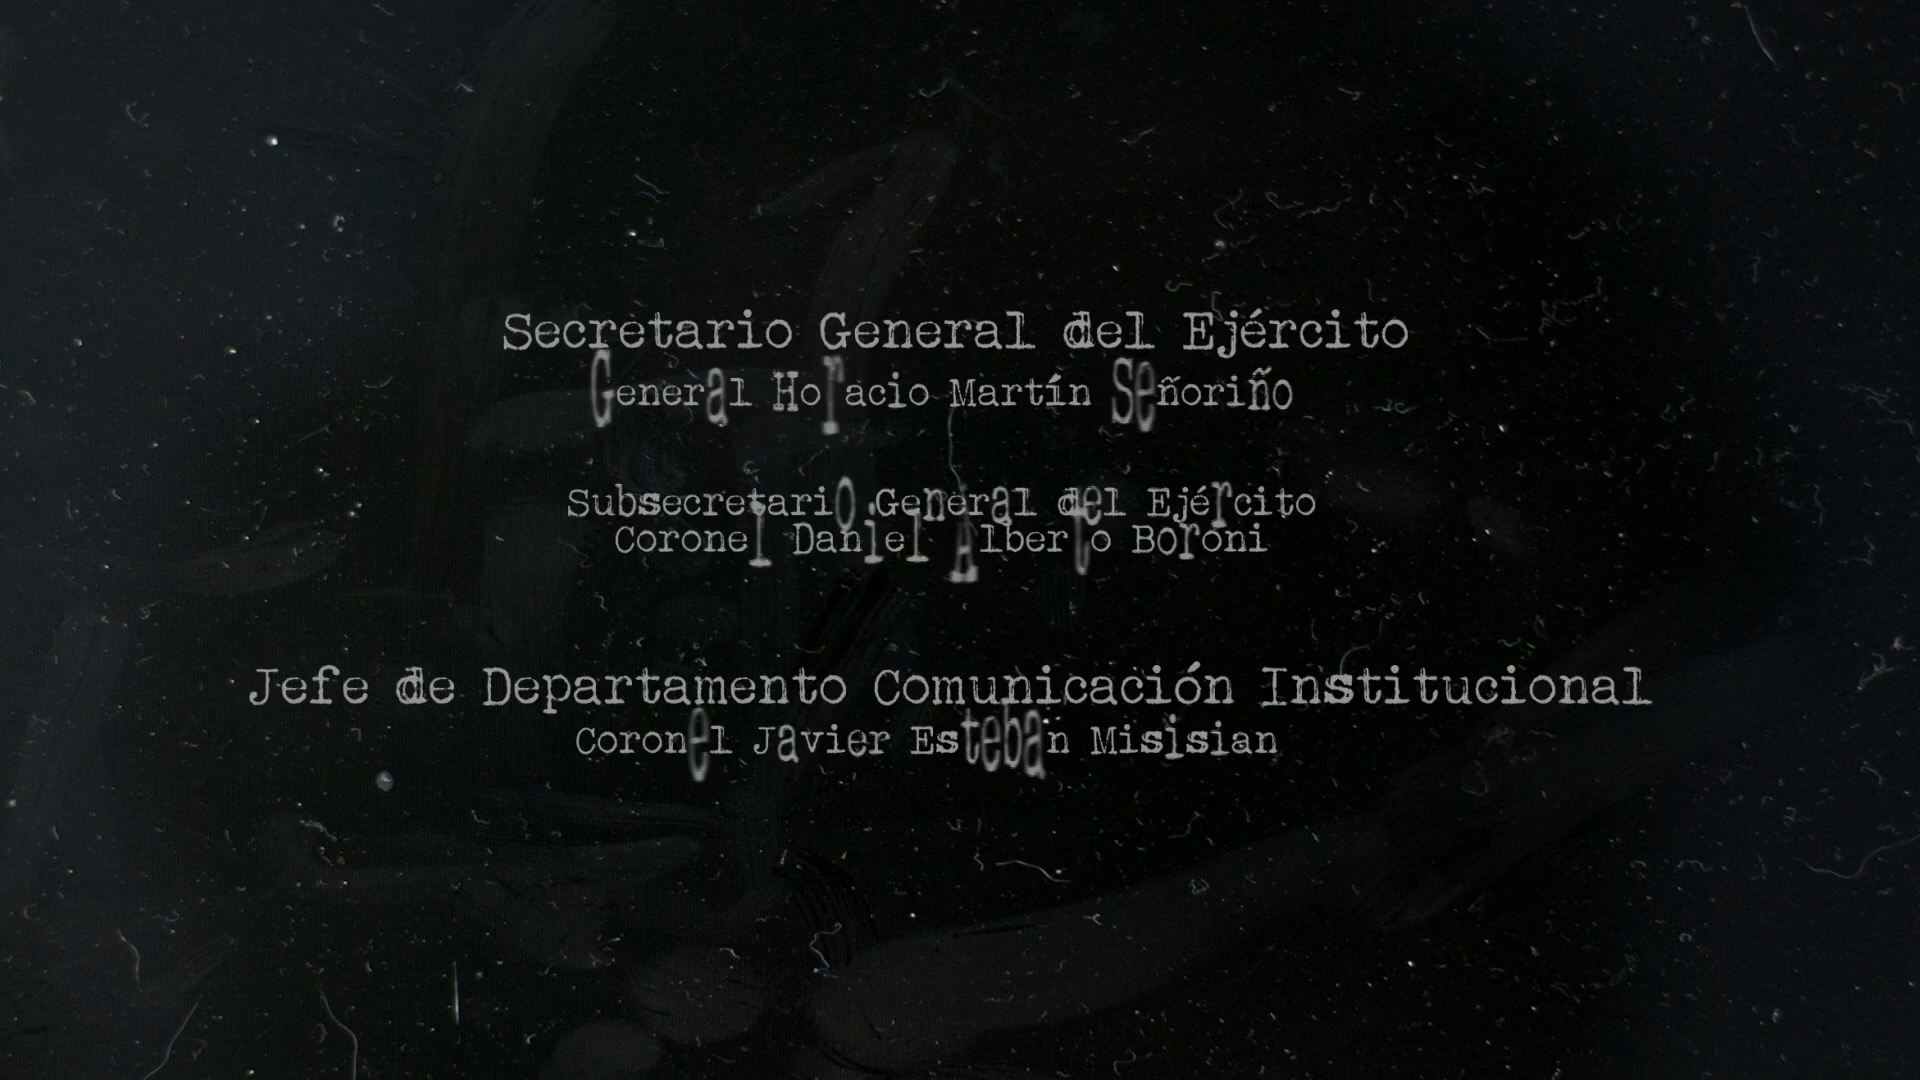 Secretario General del Ejército
General Horacio Martín Señoriño
Subsecretario General del Ejército
Coronel Daniel Alberto Boroni
Jefe de Departamento Comunicación Institucional
Coronel Javier Esteban Misisian